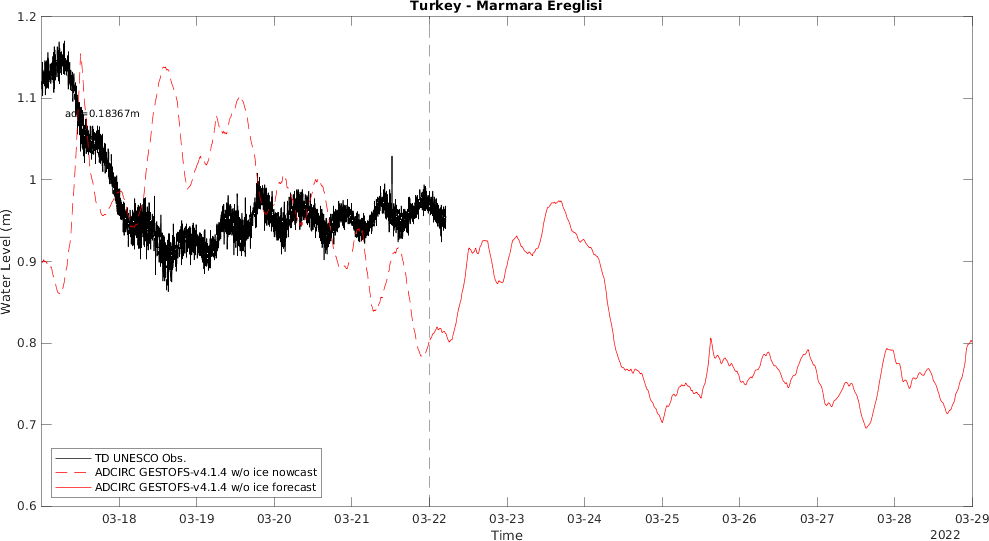 Turkey - Marmara Ereglisi
1.2
1.1
1
0.9
0.8
0.7
0.6
Water Level (m)
=0.18367m
TD UNESCO Obs.
ADCIRC GESTOFS-v4.1.4 w/o ice nowcast
ADCIRC GESTOFS-v4.1.4 w/o ice forecast
03-18 03-19 03-20 03-21 03-22 03-23 03-24 03-25 03-26 03-27 03-28 03-29
Time
2022